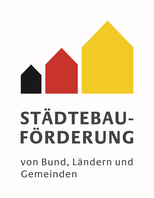 STÄDTEBAU-
FÖRDERUNG
von Bund, Ländern und
Gemeinden